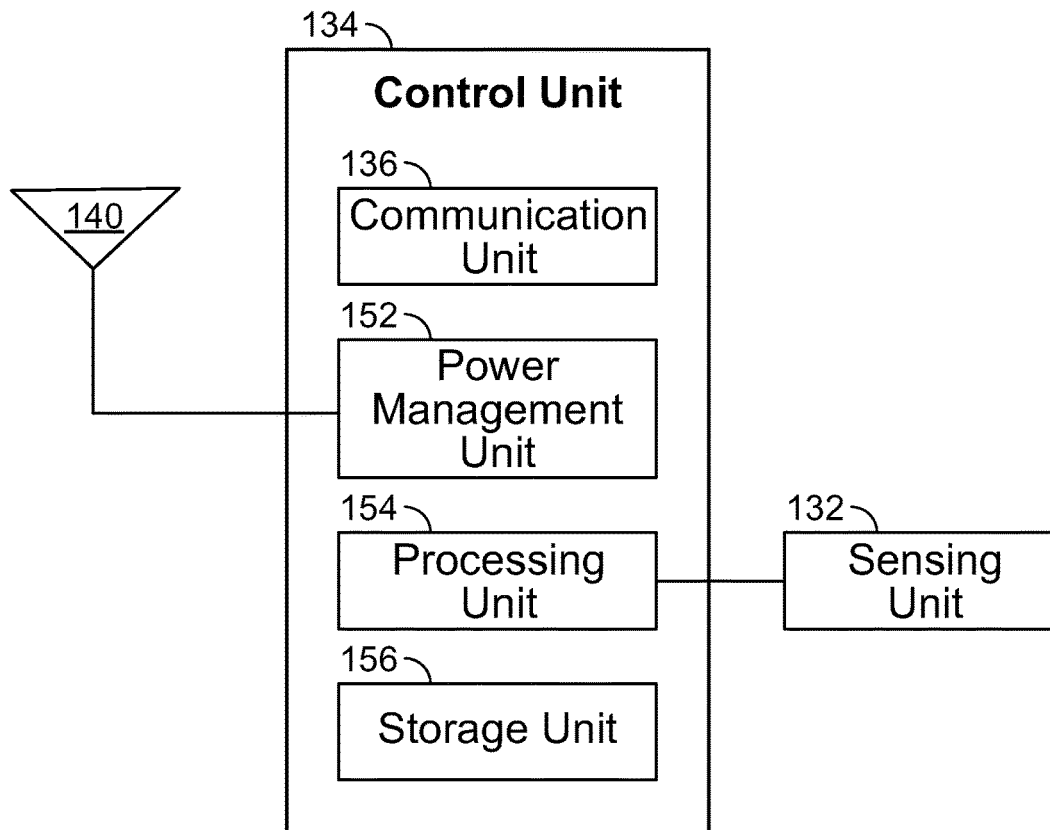 134
Control Unit
136
Communication
Unit
140
152
Power
Management
Unit
154
Processing
Unit
132
Sensing
Unit
156
Storage Unit